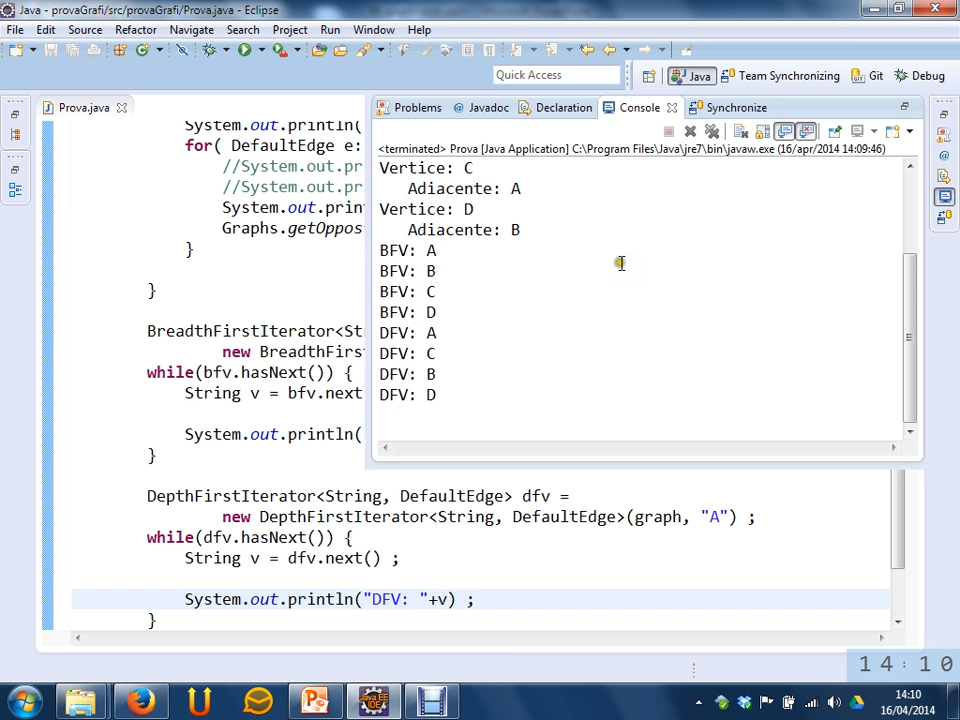 Java - provaGrafi/src/provaGrafi/Prova.java - Eclipse
File Edit Source Refactor Navigate Search Project Run Window Help
Quick Access
Java Team Synchronizing Git Debug
Prova.java
Problems @ Javadoc Declaration Console Synchronize
<terminated> Prova [Java Application] C:\Program Files\Java\jre7\bin\javaw.exe (16/apr/2014 14:09:46)
System.out.println(
for( DefaultEdge e:
//System.out.pr
//System.out.pr
System.out.prin
Graphs.getOppos
}
}
BreadthFirstIterator<St
new BreadthFirst
while(bfv.hasNext()) {
String v = bfv.next
System.out.println(
}
Vertice: C
Adiacente: A
Vertice: D
Adiacente: B
BFV: A
BFV: B
BFV: C
BFV: D
DFV: A
DFV: C
DFV: B
DFV: D
DepthFirstIterator<String, DefaultEdge> dfv =
new DepthFirstIterator<String, DefaultEdge>(graph, "A") ;
while(dfv.hasNext()) {
String v = dfv.next() ;
System.out.println("DFV: "+v) ;
}
14:10
Java EE
IDE
14:10
16/04/2014